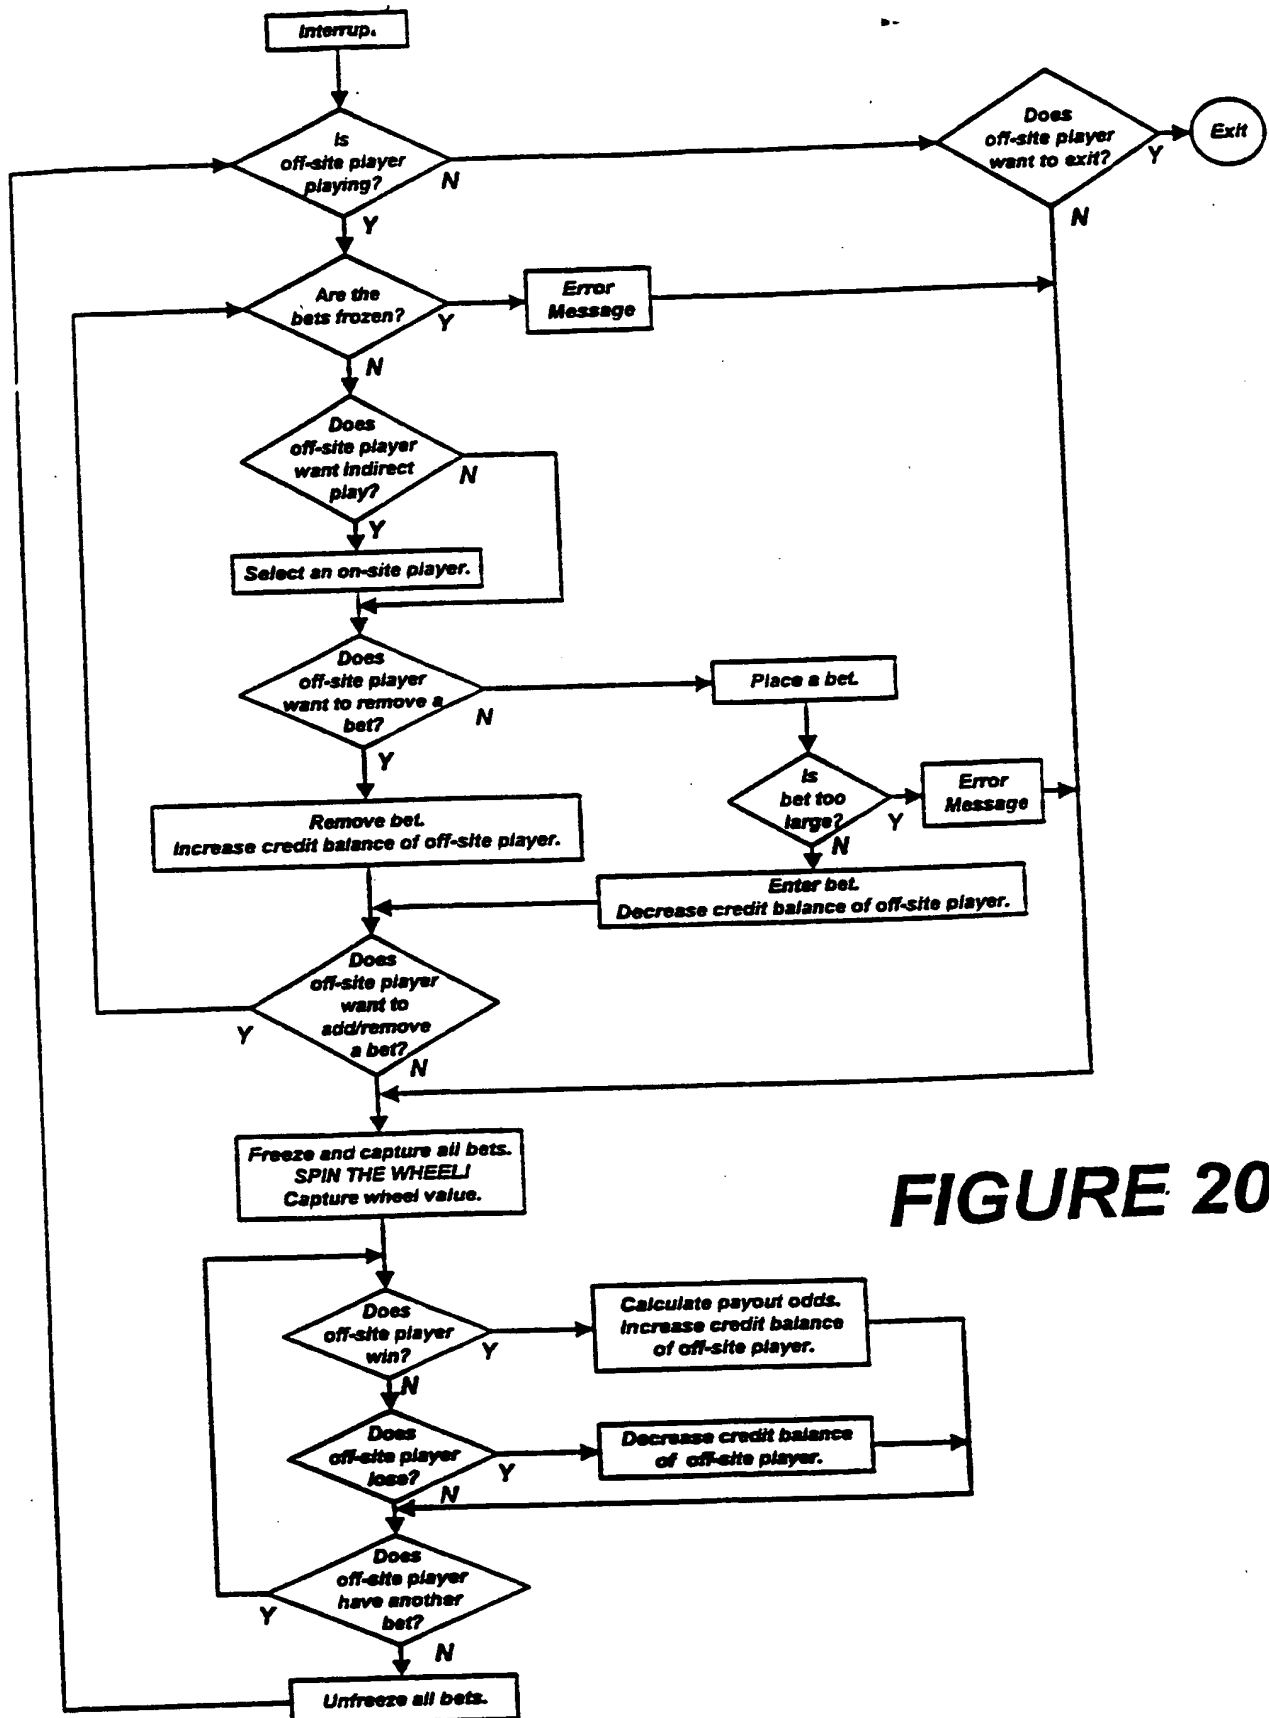 Interrup.
Is
off-site player
playing?
N
Y
Does
off-site player
want to exit?
Y
N
Exit
Are the
bets frozen?
Y
N
Error
Message
Does
off-site player
want indirect
play?
N
Y
Select an on-site player.
Does
off-site player
want to remove a
bet?
N
Y
Place a bet.
Is
bet too
large?
Y
N
Error
Message
Remove bet.
Increase credit balance of off-site player.
Enter bet.
Decrease credit balance of off-site player.
Does
off-site player
want to
add/remove
a bet?
Y
N
Freeze and capture all bets.
SPIN THE WHEEL!
Capture wheel value.
FIGURE 20
Does
off-site player
win?
Y
N
Calculate payout odds.
Increase credit balance
of off-site player.
Does
off-site player
lose?
Y
N
Decrease credit balance
of off-site player.
Does
off-site player
have another
bet?
Y
N
Unfreeze all bets.